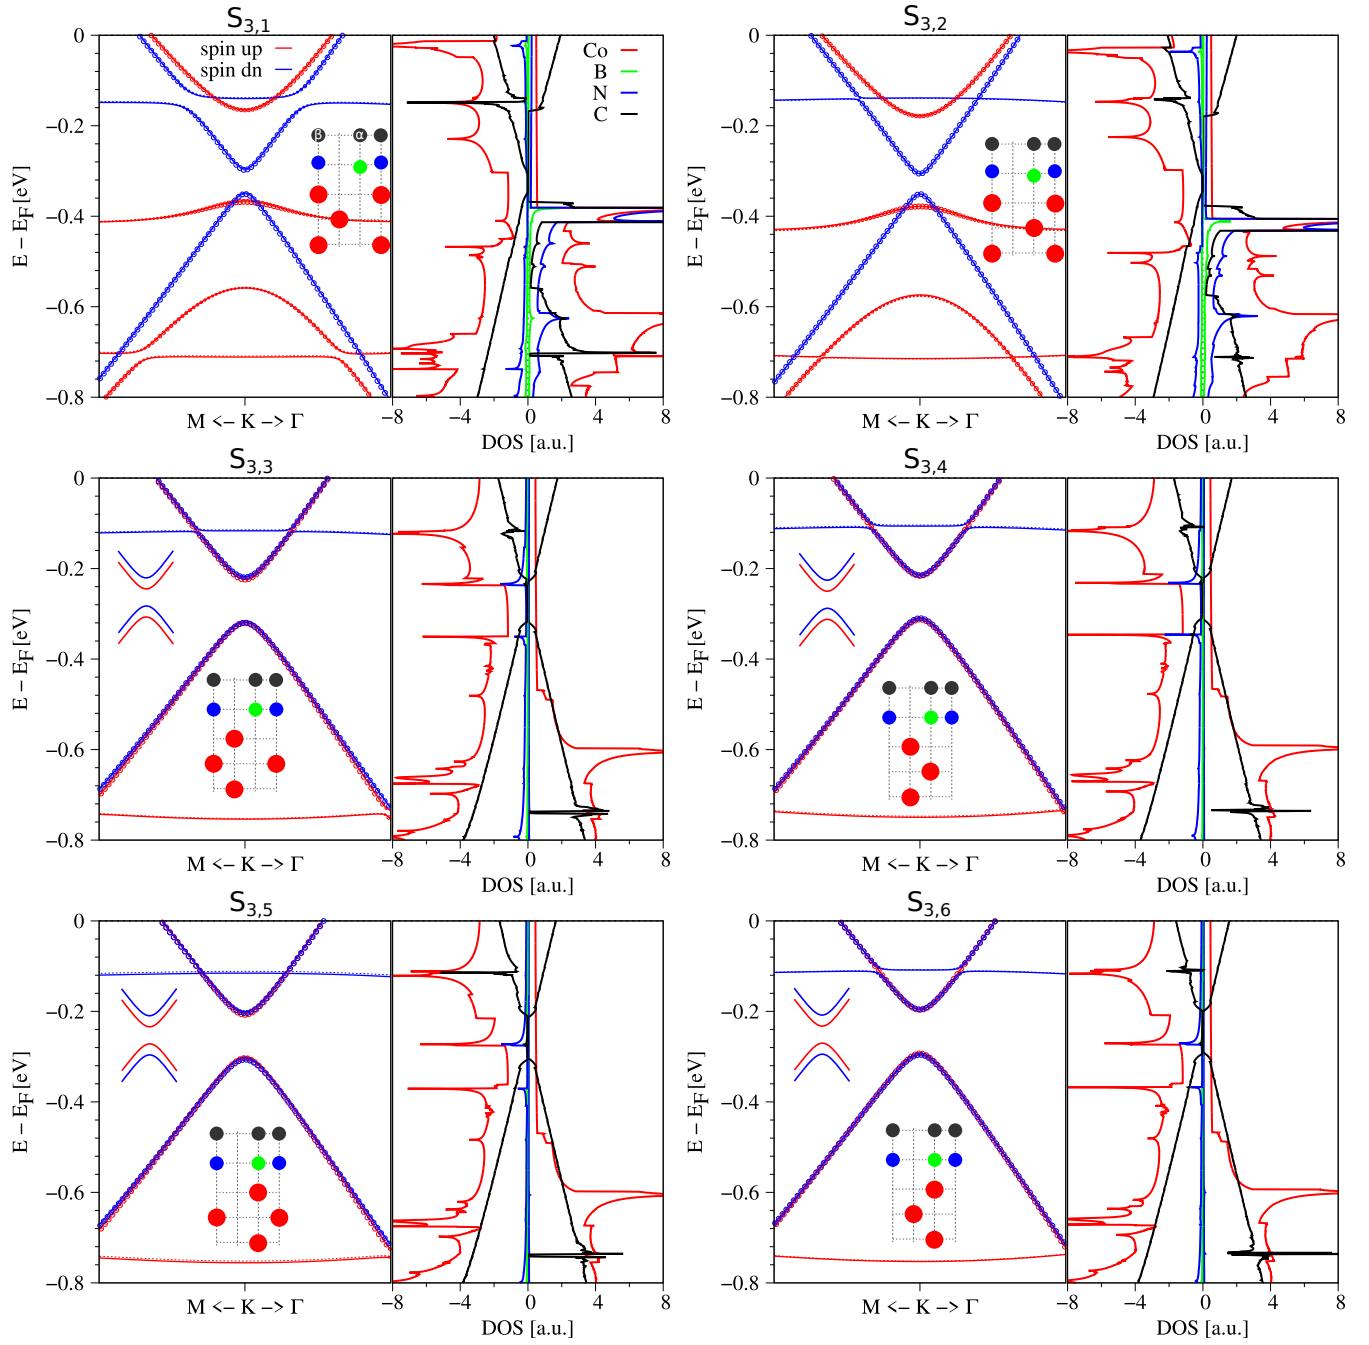 S3,1
0
−0.2
−0.4
−0.6
−0.8
E − EF [eV]
spin up
spin dn
β
α
M <− K −> Γ
Co
B
N
C
−8
−4
0
4
8
DOS [a.u.]
S3,2
0
−0.2
−0.4
−0.6
−0.8
E − EF [eV]
M <− K −> Γ
−8
−4
0
4
8
DOS [a.u.]
S3,3
0
−0.2
−0.4
−0.6
−0.8
E − EF [eV]
M <− K −> Γ
−8
−4
0
4
8
DOS [a.u.]
S3,4
0
−0.2
−0.4
−0.6
−0.8
E − EF [eV]
M <− K −> Γ
−8
−4
0
4
8
DOS [a.u.]
S3,5
0
−0.2
−0.4
−0.6
−0.8
E − EF [eV]
M <− K −> Γ
−8
−4
0
4
8
DOS [a.u.]
S3,6
0
−0.2
−0.4
−0.6
−0.8
E − EF [eV]
M <− K −> Γ
−8
−4
0
4
8
DOS [a.u.]